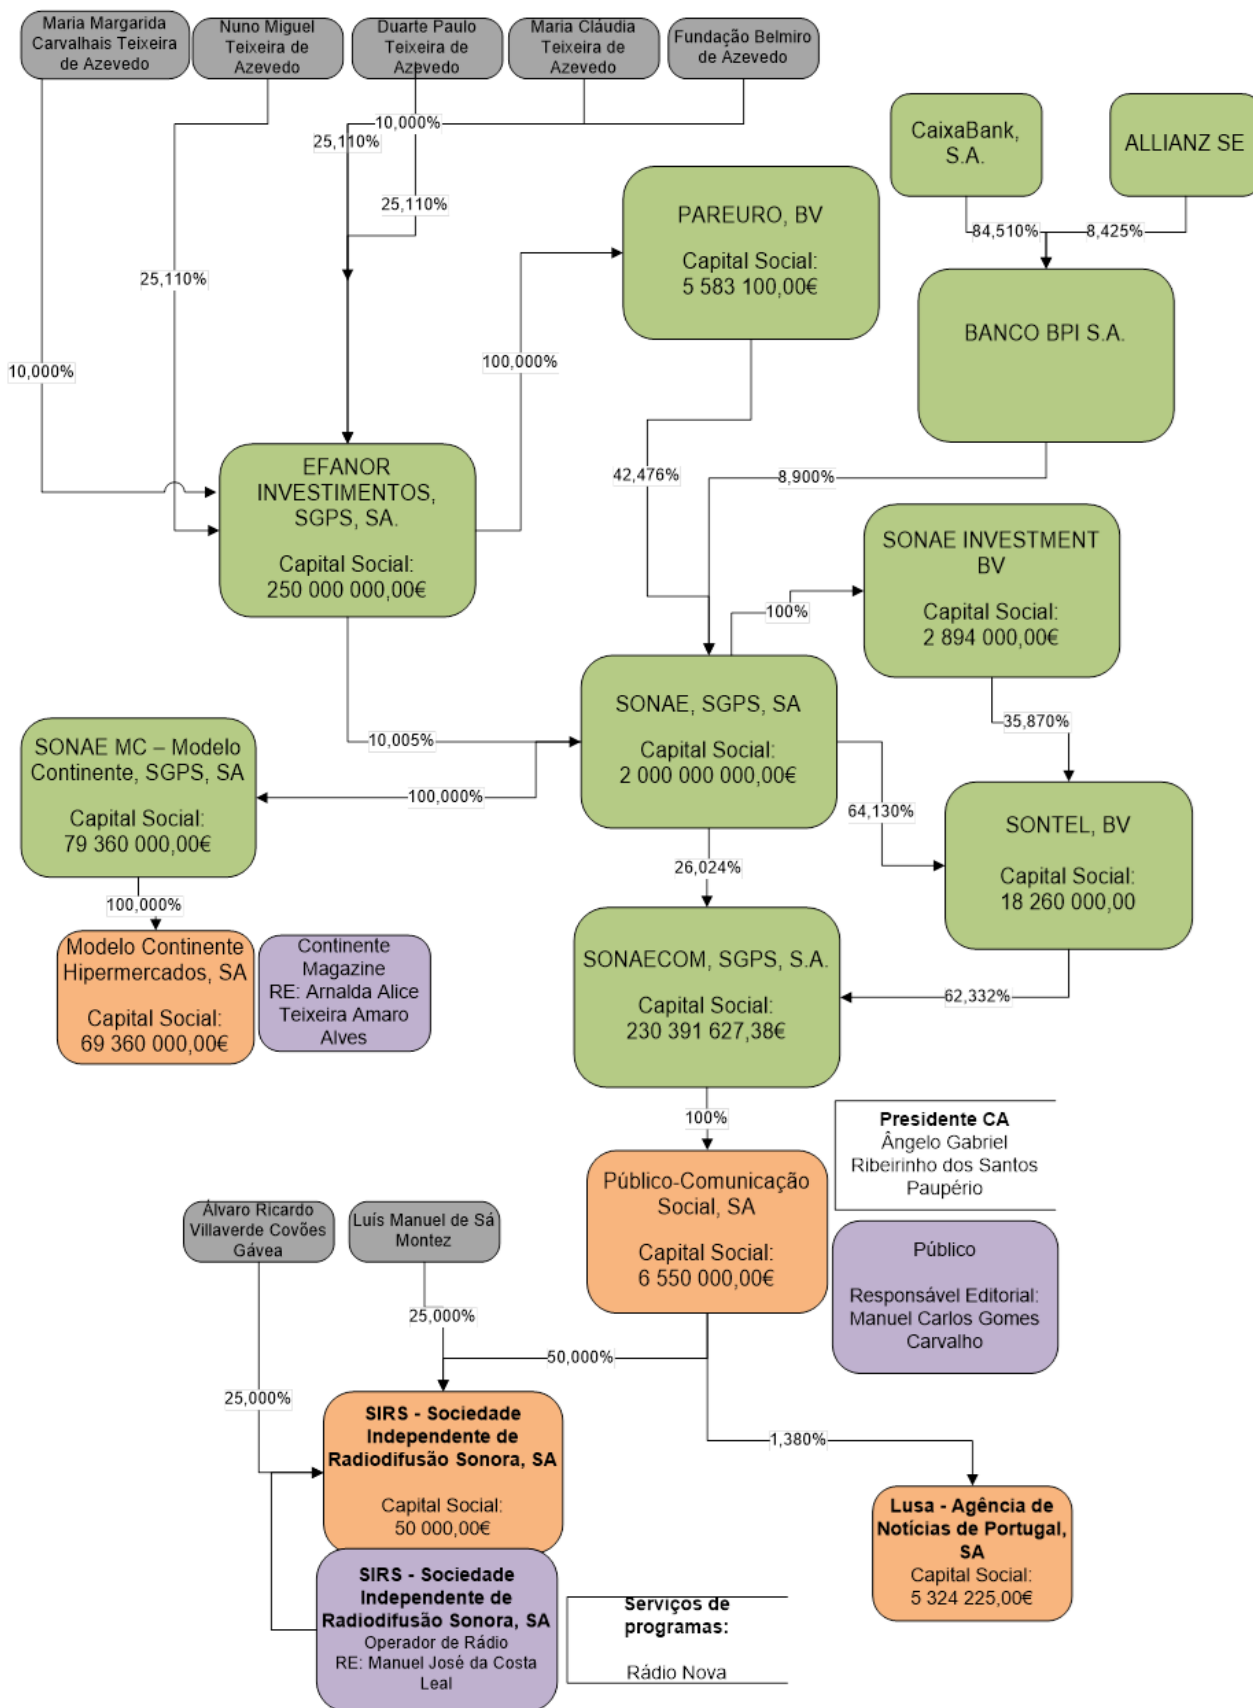 Maria Margarida
Carvalhais Teixeira
de Azevedo
Nuno Miguel
Teixeira de
Azevedo
Duarte Paulo
Teixeira de
Azevedo
Maria Cláudia
Teixeira de
Azevedo
Fundação Belmiro
de Azevedo
10,000%
25,110%
25,110%
25,110%
10,000%
CaixaBank,
S.A.
ALLIANZ SE
84,510%
8,425%
PAREURO, BV
Capital Social:
5 583 100,00€
BANCO BPI S.A.
100,000%
EFANOR
INVESTIMENTOS,
SGPS, SA.
Capital Social:
250 000 000,00€
42,476%
8,900%
SONAE INVESTMENT
BV
Capital Social:
2 894 000,00€
100%
35,870%
SONAE, SGPS, SA
Capital Social:
2 000 000 000,00€
10,005%
100,000%
SONAE MC – Modelo
Continente, SGPS, SA
Capital Social:
79 360 000,00€
64,130%
SONTEL, BV
Capital Social:
18 260 000,00
26,024%
100,000%
Modelo Continente
Hipermercados, SA
Capital Social:
69 360 000,00€
Continente
Magazine
RE: Arnalda Alice
Teixeira Amaro
Alves
SONAECOM, SGPS, S.A.
Capital Social:
230 391 627,38€
62,332%
100%
Presidente CA
Ângelo Gabriel
Ribeirinho dos Santos
Paupério
Público-Comunicação
Social, SA
Capital Social:
6 550 000,00€
Público
Responsável Editorial:
Manuel Carlos Gomes
Carvalho
Álvaro Ricardo
Villaverde Covões
Gávea
Luís Manuel de Sá
Montez
25,000%
50,000%
25,000%
1,380%
SIRS - Sociedade
Independente de
Radiodifusão Sonora, SA
Capital Social:
50 000,00€
Lusa - Agência de
Notícias de Portugal,
SA
Capital Social:
5 324 225,00€
SIRS - Sociedade
Independente de
Radiodifusão Sonora, SA
Operador de Rádio
RE: Manuel José da Costa
Leal
Serviços de
programas:
Rádio Nova